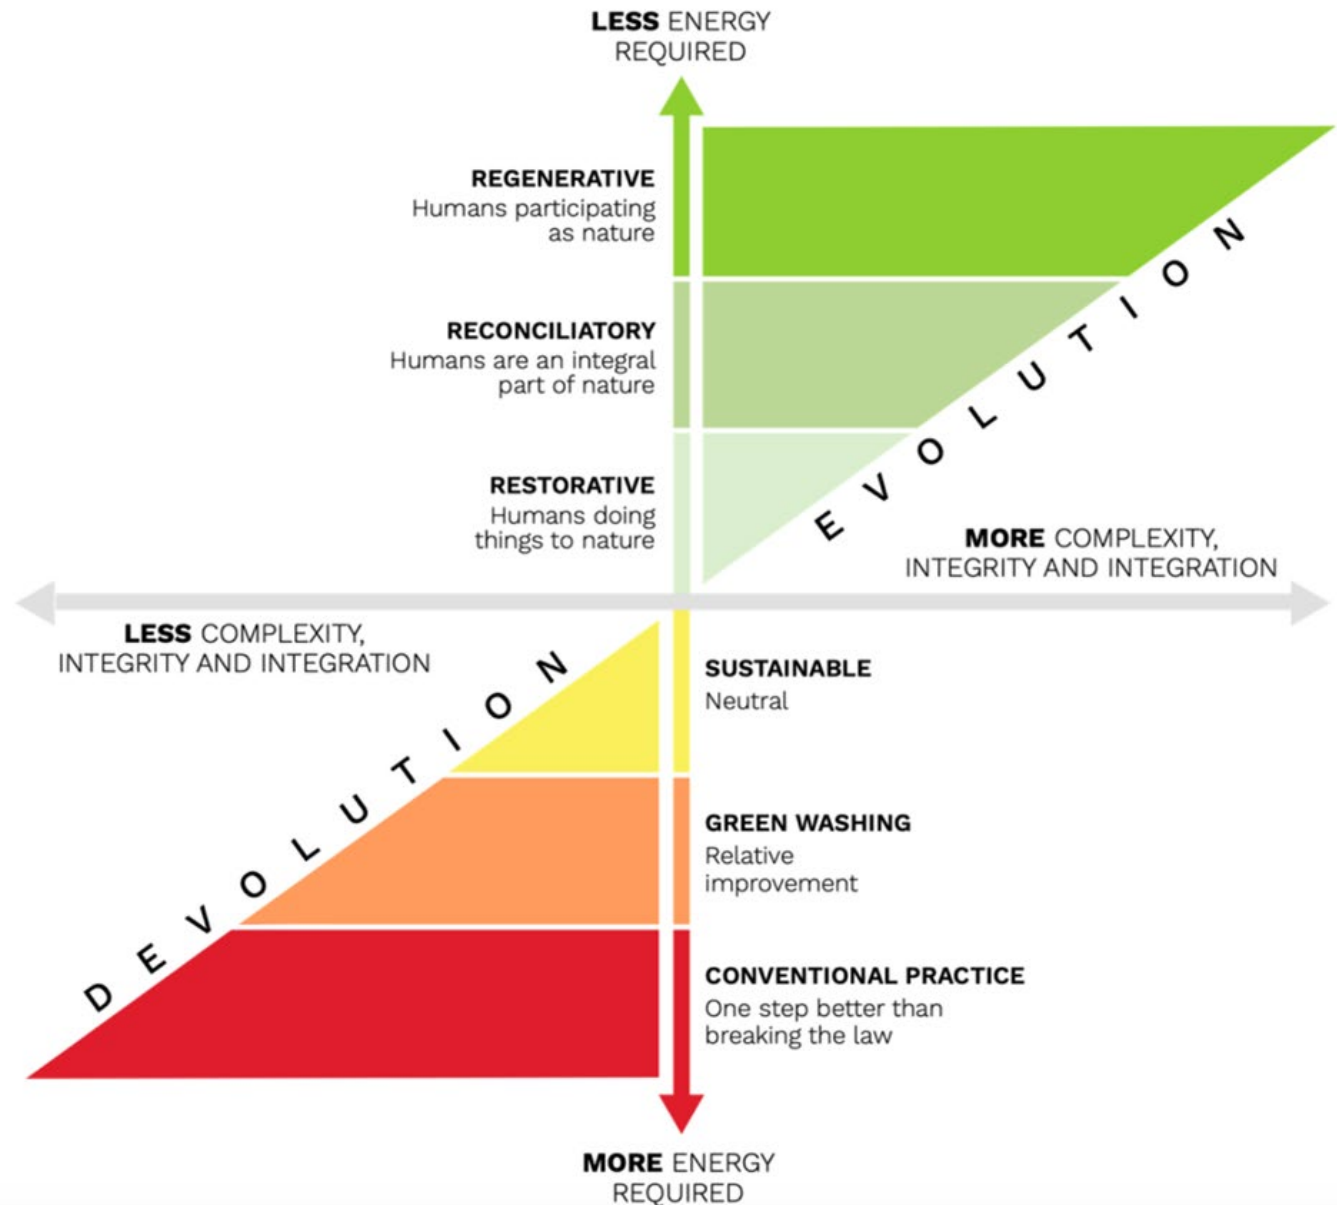 LESS ENERGY
REQUIRED
REGENERATIVE
Humans participating
as nature
RECONCILIATORY
Humans are an integral
part of nature
RESTORATIVE
Humans doing
things to nature
EVOLUTION
MORE COMPLEXITY,
INTEGRITY AND INTEGRATION
LESS COMPLEXITY,
INTEGRITY AND INTEGRATION
DEVOLUTION
SUSTAINABLE
Neutral
GREEN WASHING
Relative
improvement
CONVENTIONAL PRACTICE
One step better than
breaking the law
MORE ENERGY
REQUIRED